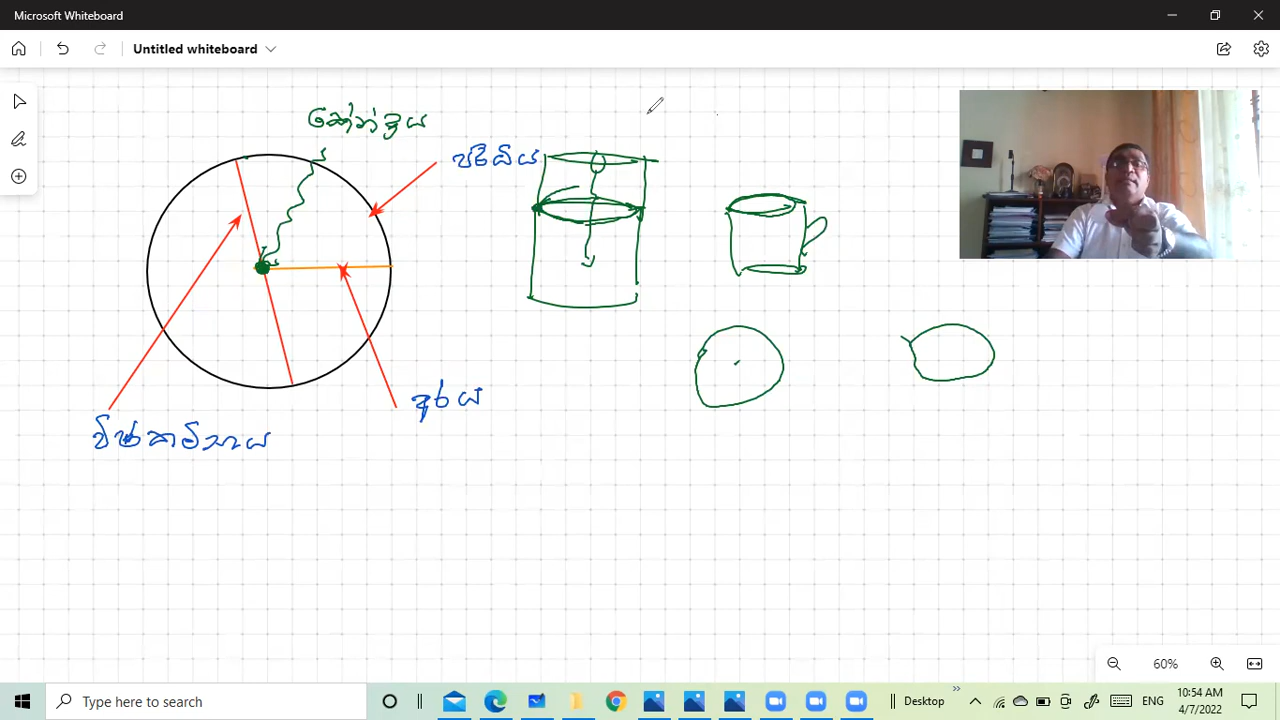 Microsoft Whiteboard
Untitled whiteboard
කේන්ද්‍රය
පරිධිය
අරය
විෂ්කම්භාය
60%
Type here to search
Desktop
ENG
10:54 AM
4/7/2022